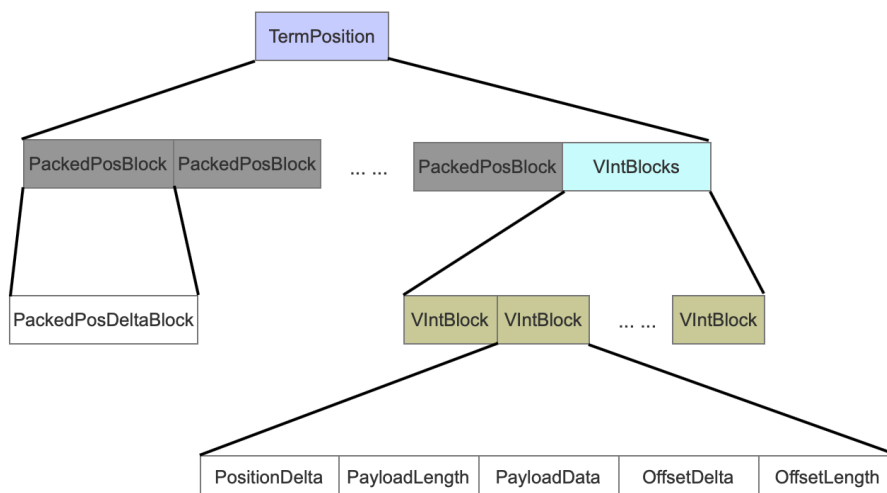 TermPosition
PackedPosBlock PackedPosBlock ... ... PackedPosBlock VIntBlocks
PackedPosDeltaBlock VIntBlock VIntBlock ... ... VIntBlock
PositionDelta PayloadLength PayloadData OffsetDelta OffsetLength